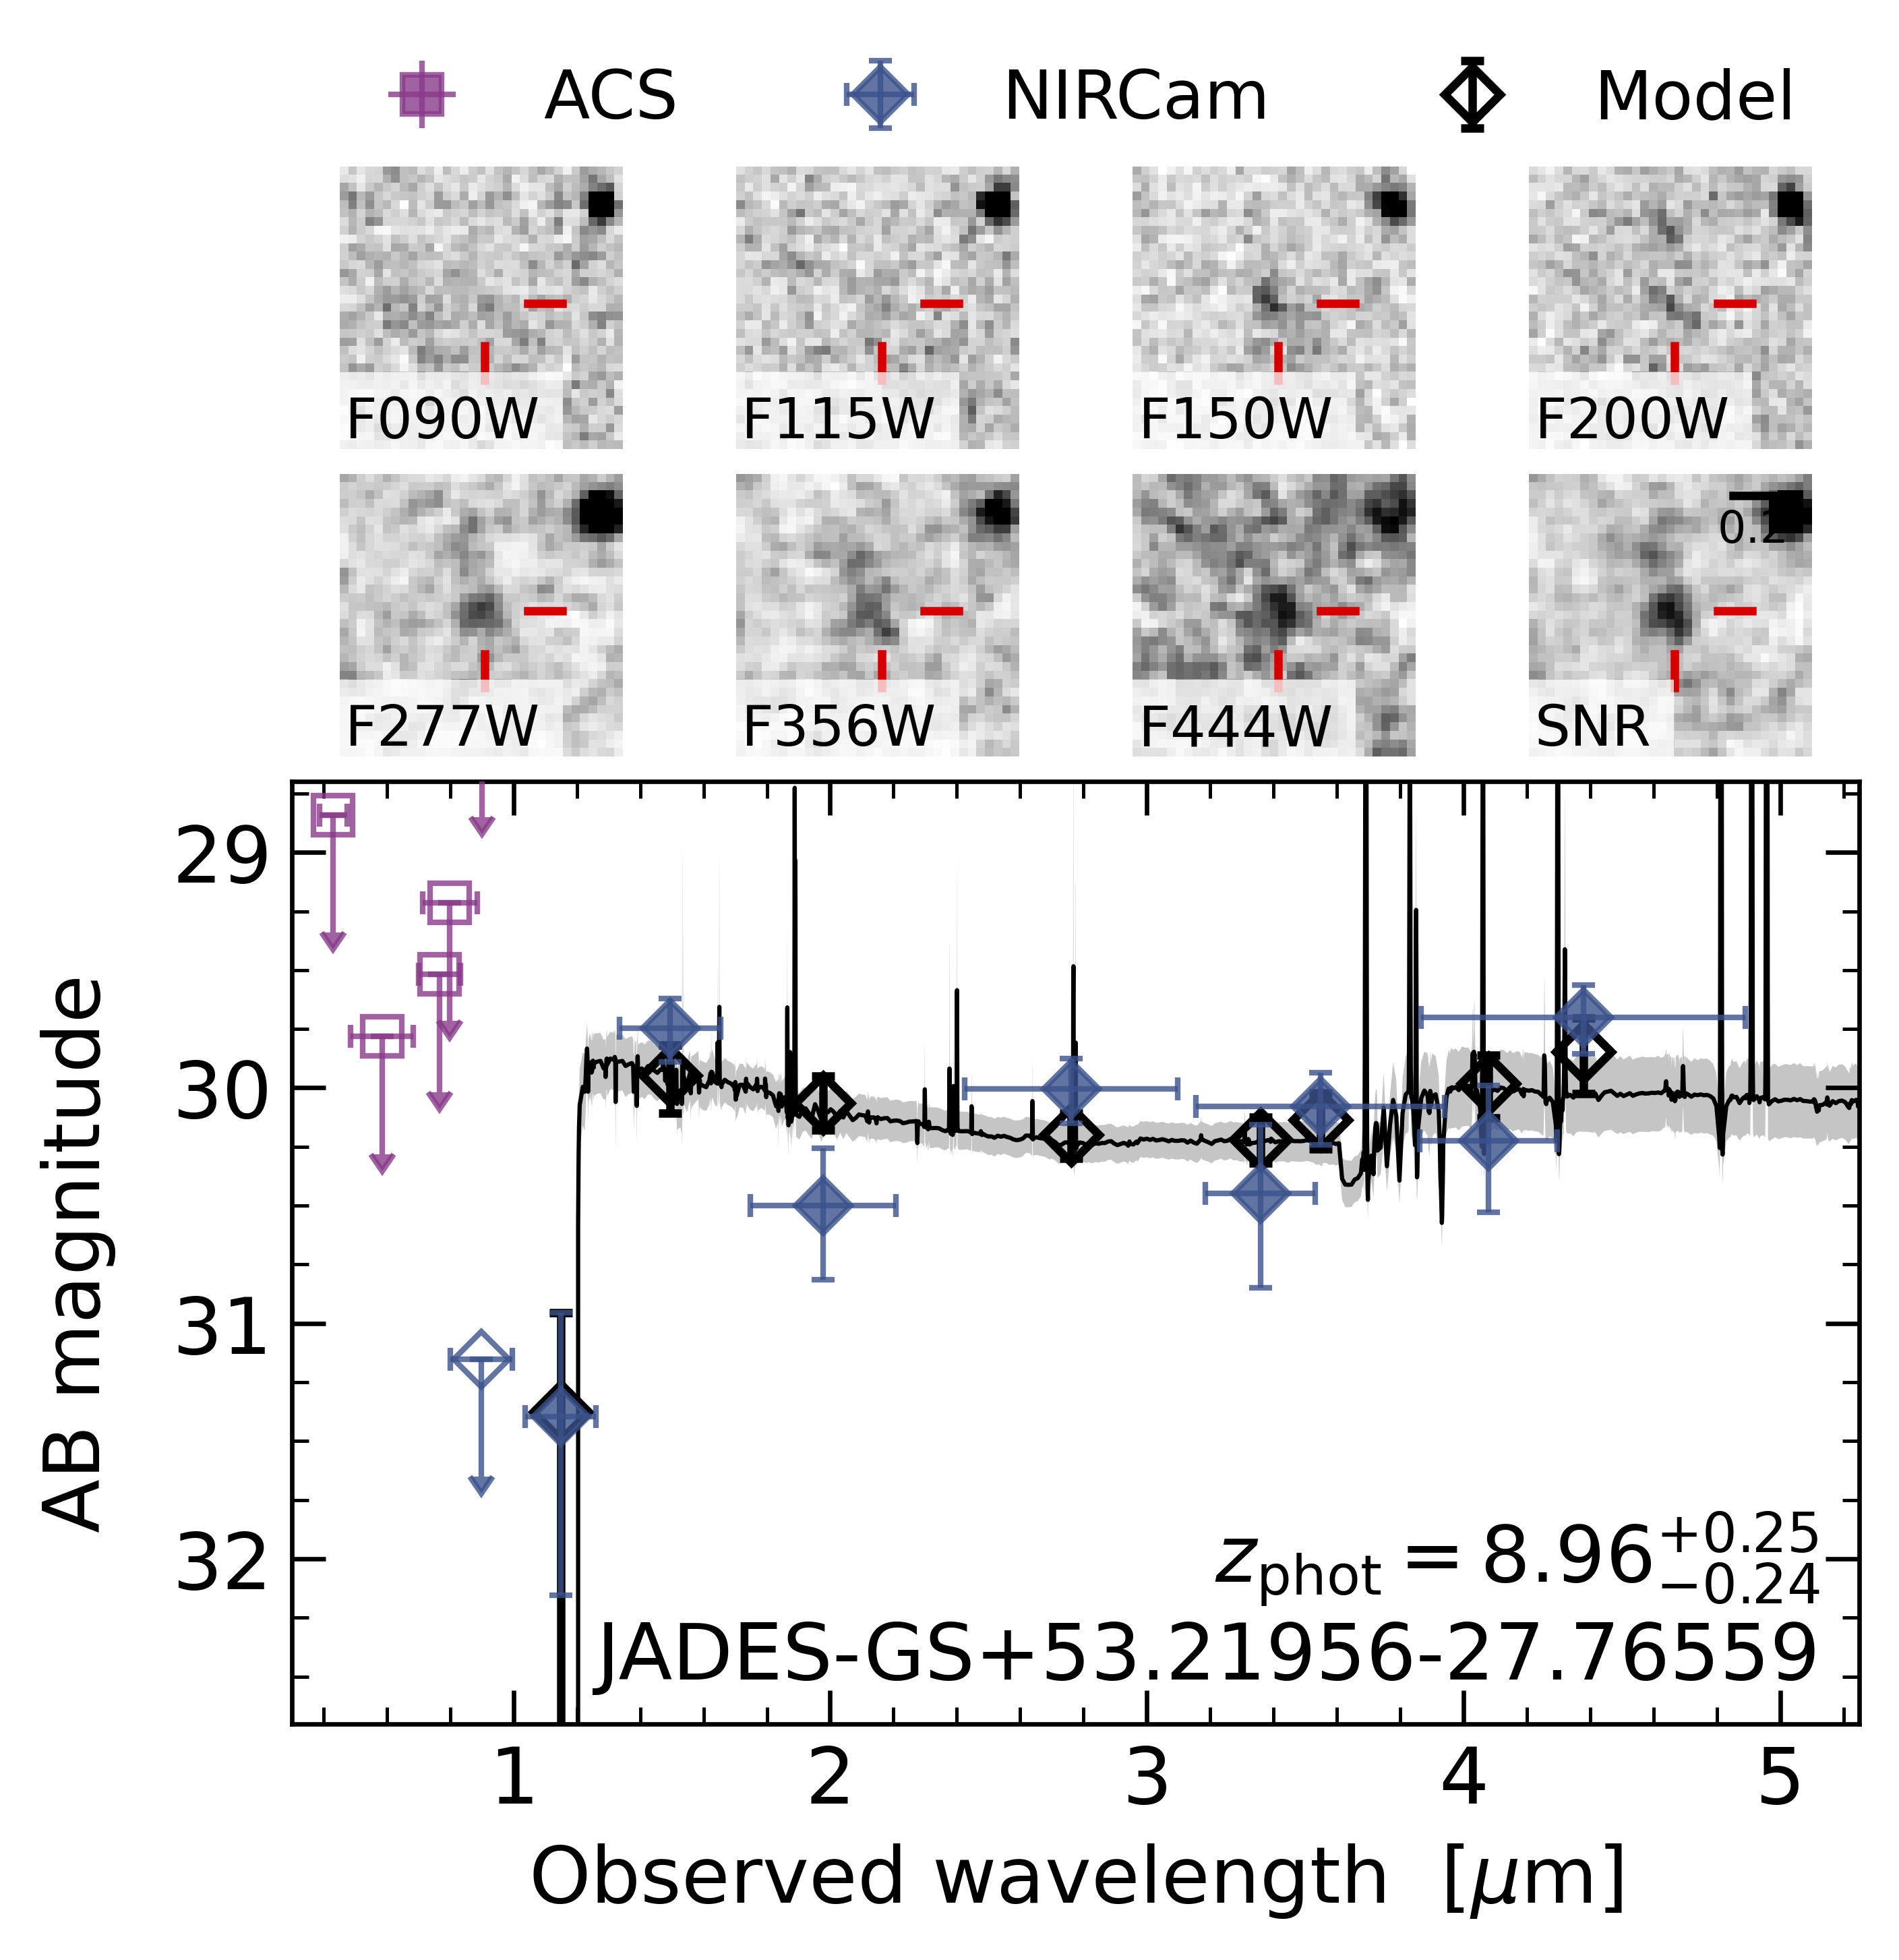 ACS NIRCam Model
F090W F115W F150W F200W
0.2
F277W F356W F444W SNR
29
30
31
32
AB magnitude
z_phot = 8.96 +0.25 −0.24
JADES-GS+53.21956-27.76559
1 2 3 4 5
Observed wavelength [μm]